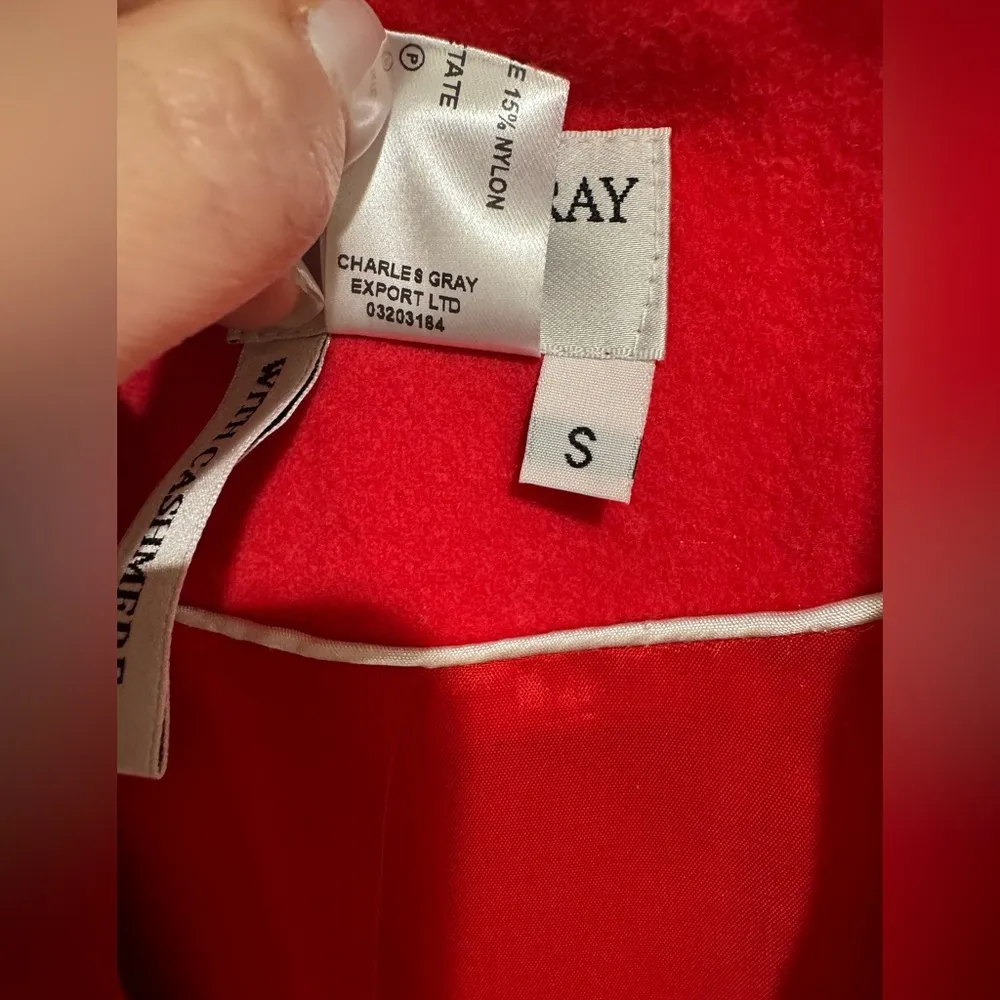 TATE
E 15% NYLON
P
CHARLES GRAY
EXPORT LTD
03203184
RAY
S
WITH CASHMERE